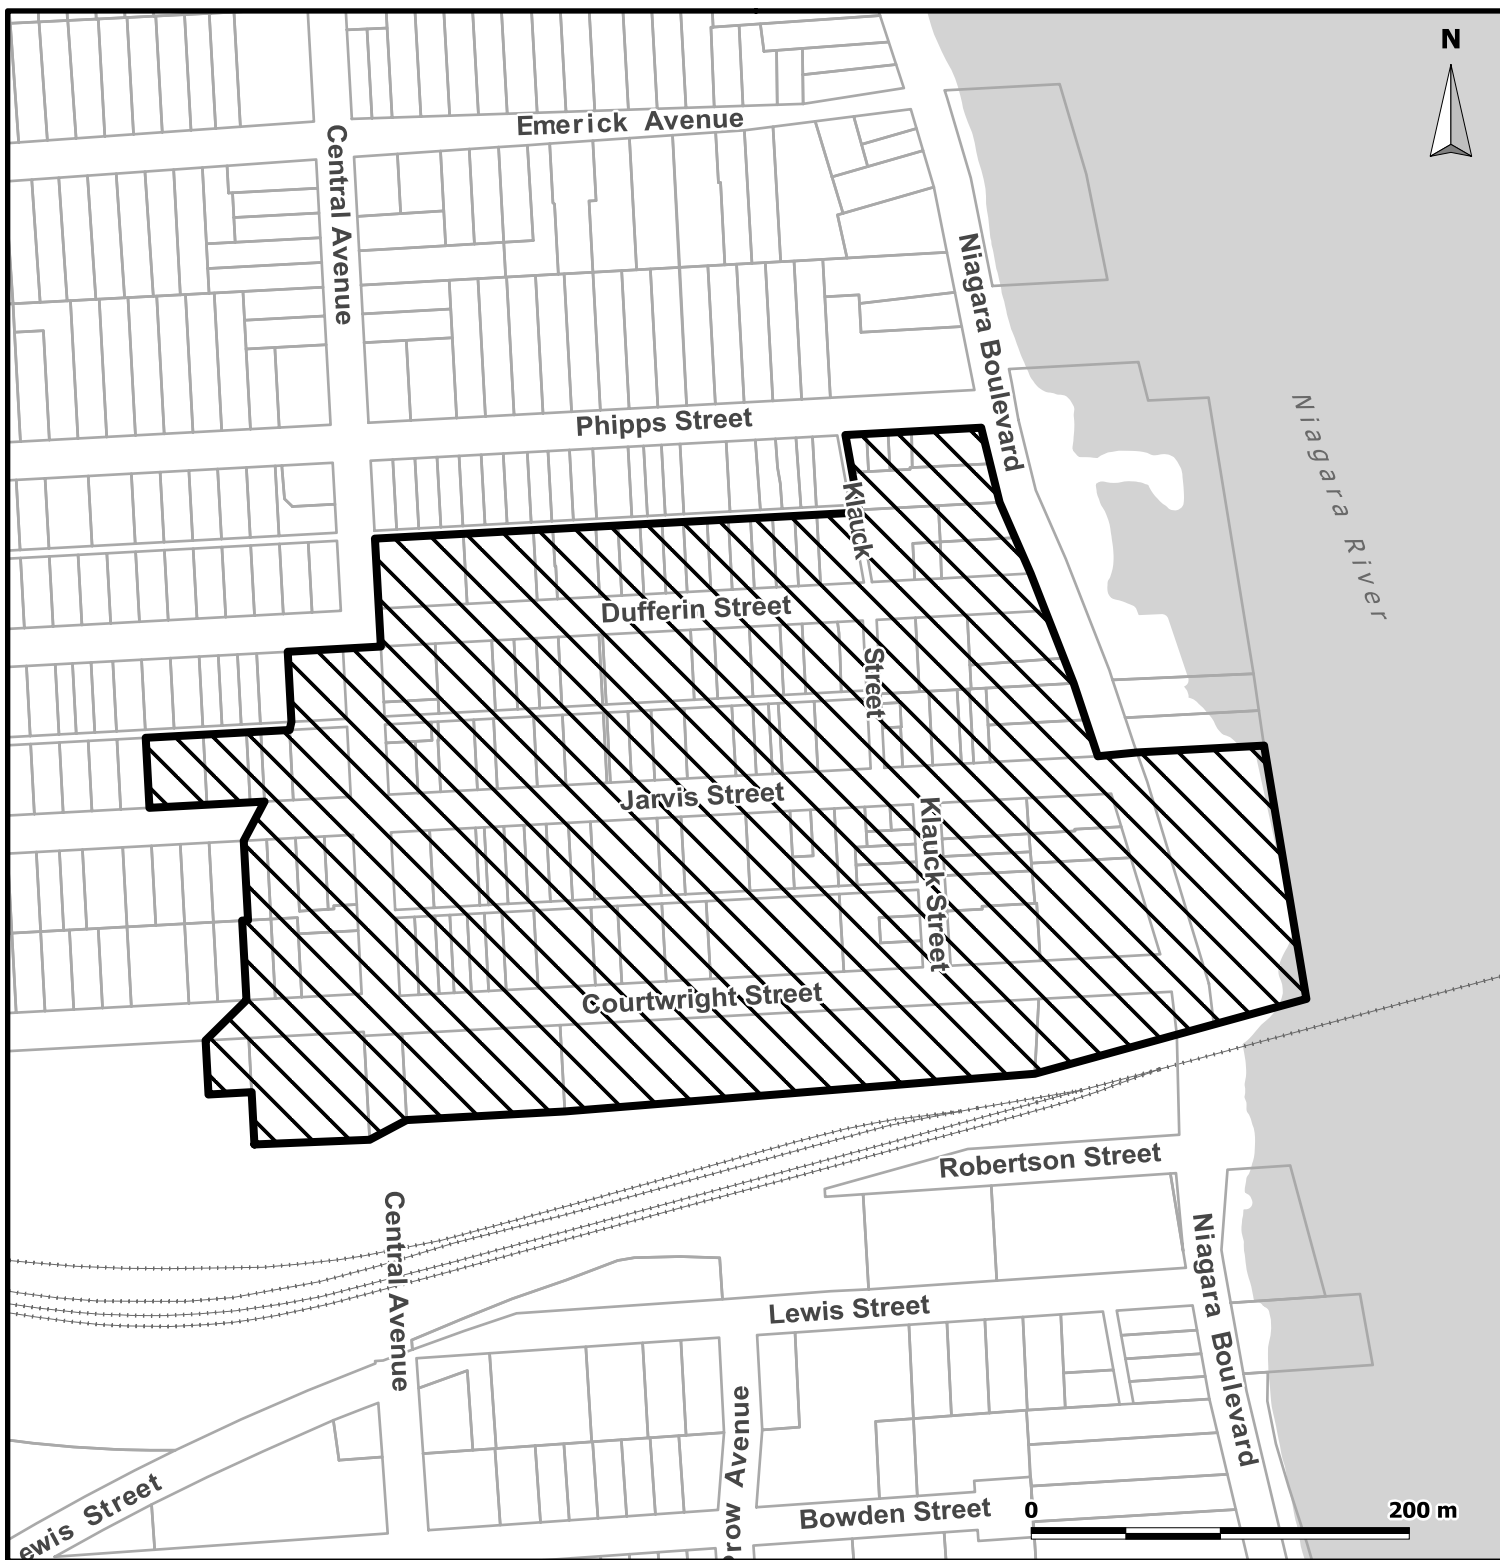 N
Emerick Avenue
Central Avenue
Niagara Boulevard
Niagara River
Phipps Street
Klauck
Street
Dufferin Street
Jarvis Street
Klauck Street
Courtwright Street
Robertson Street
Central Avenue
Niagara Boulevard
Lewis Street
row Avenue
ewis Street
Bowden Street
0 200 m